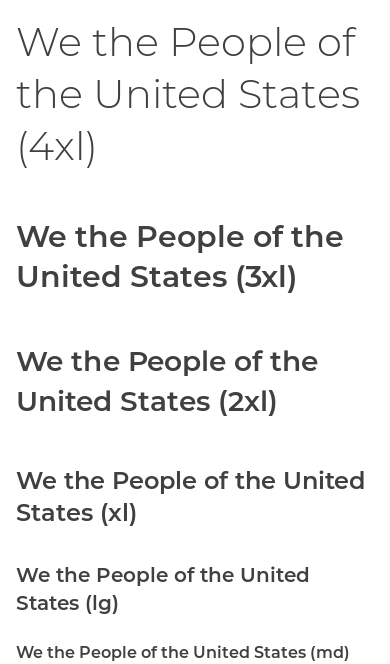 We the People of
the United States
(4xl)
We the People of the
United States (3xl)
We the People of the
United States (2xl)
We the People of the United
States (xl)
We the People of the United
States (lg)
We the People of the United States (md)